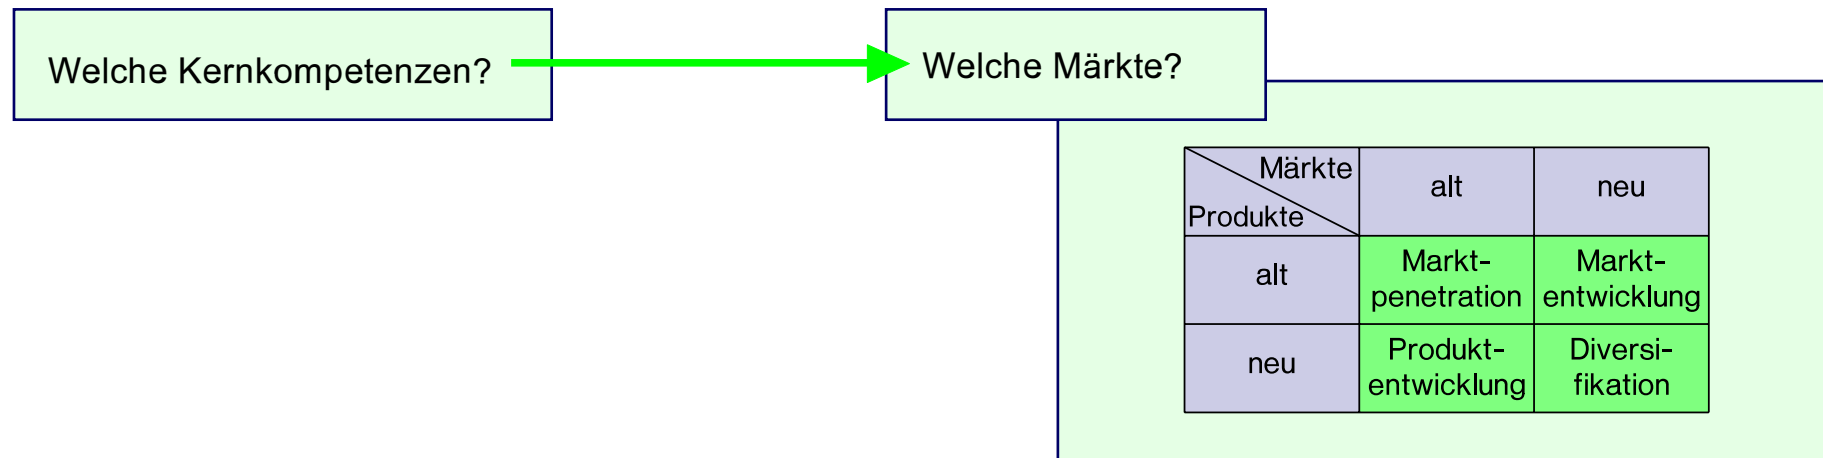 Welche Kernkompetenzen?
Welche Märkte?
Märkte
Produkte
alt
neu
alt
Markt-
penetration
Markt-
entwicklung
neu
Produkt-
entwicklung
Diversi-
fikation